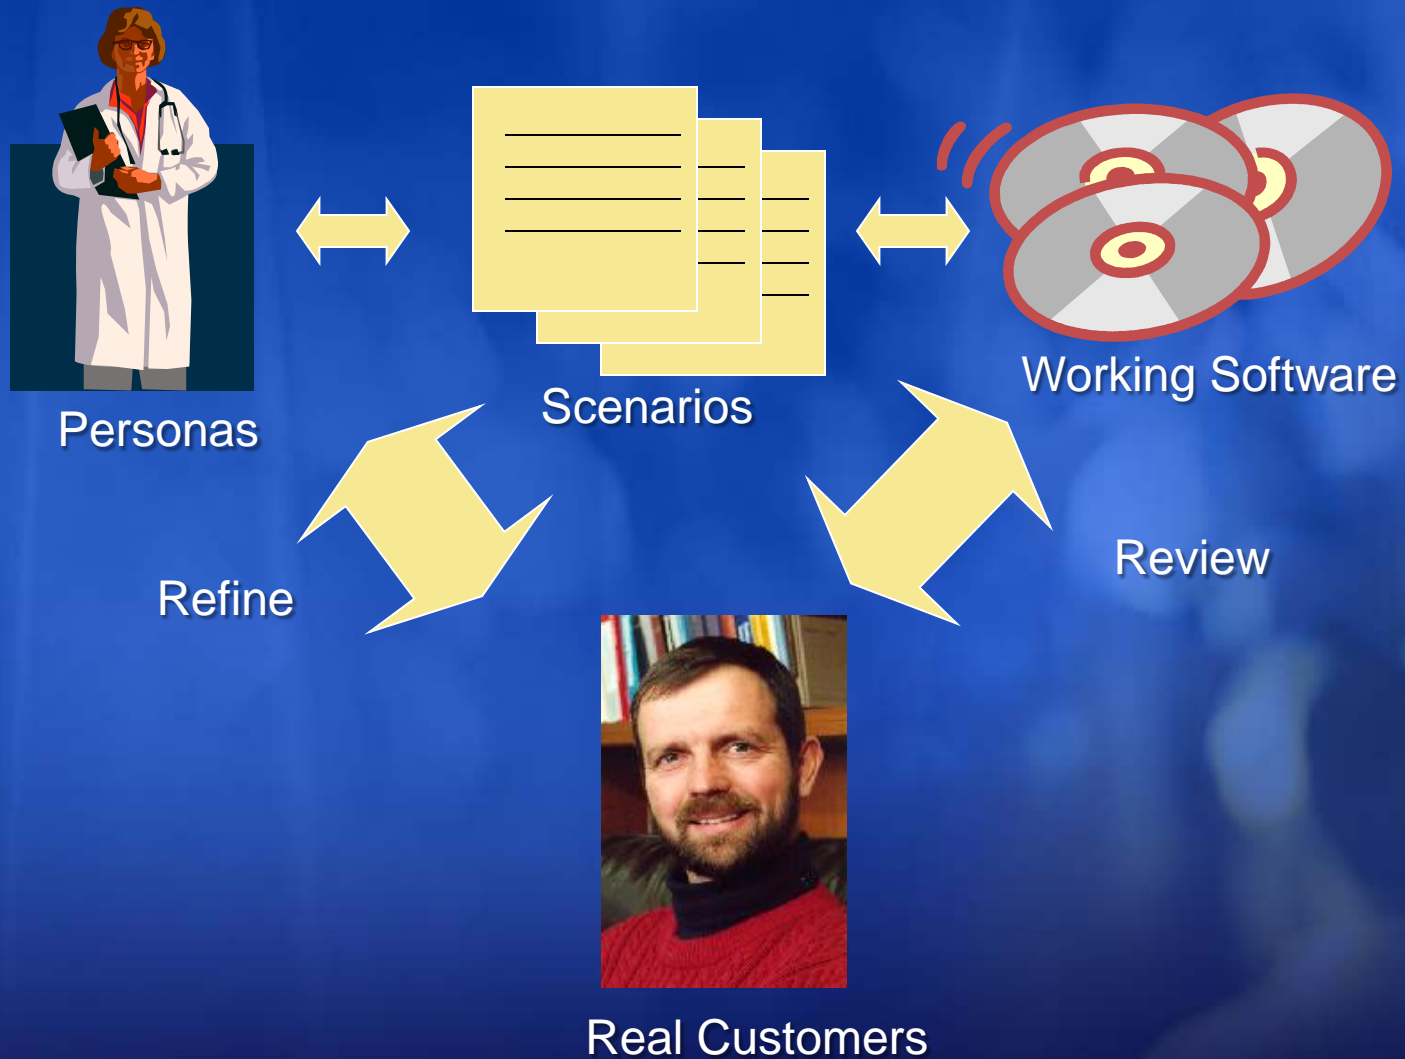 Personas
Scenarios
Working Software
Refine
Review
Real Customers